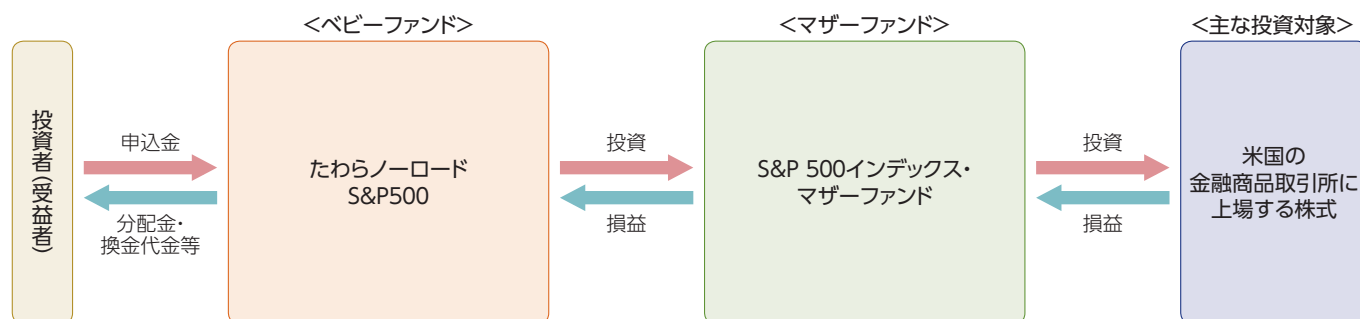 <ベビーファンド>
<マザーファンド>
<主な投資対象>
投資者(受益者)
申込金
分配金・
換金代金等
たわらノーロード
S&P500
投資
損益
S&P 500インデックス・
マザーファンド
投資
損益
米国の
金融商品取引所に
上場する株式